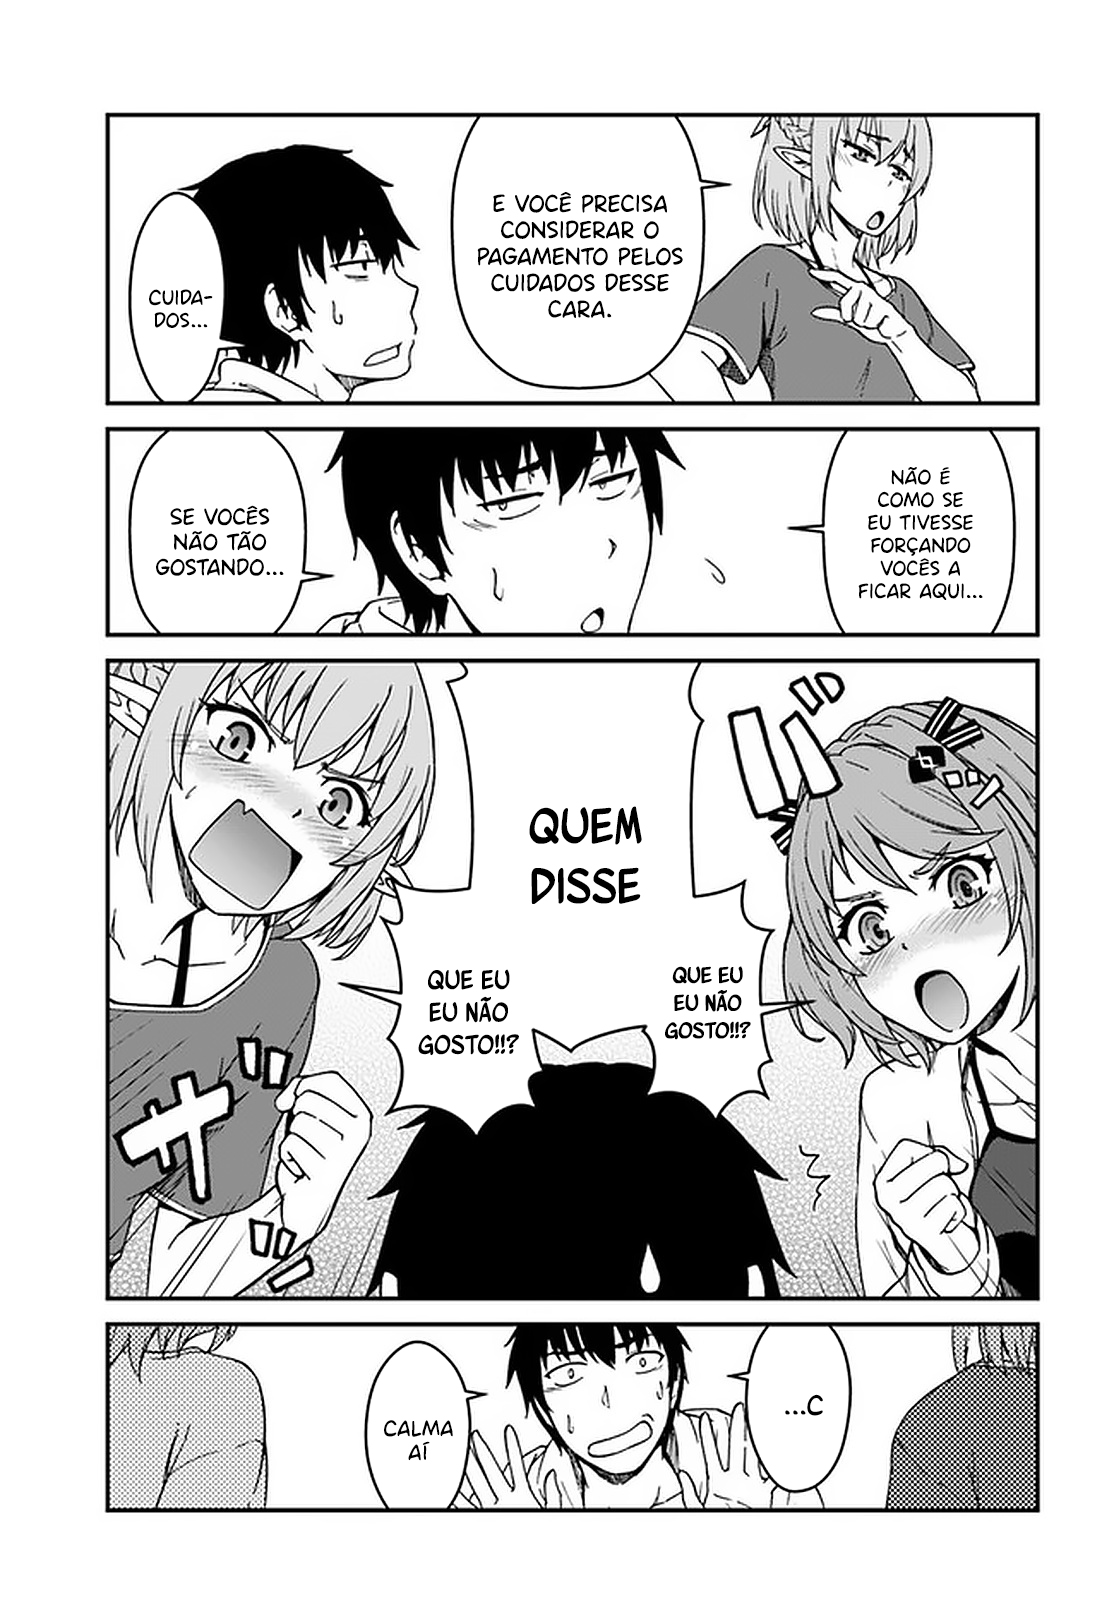 E VOCÊ PRECISA
CONSIDERAR O
PAGAMENTO PELOS
CUIDADOS DESSE
CARA.
CUIDA-
DOS...
NÃO É
COMO SE
EU TIVESSE
FORÇANDO
VOCÊS A
FICAR AQUI...
SE VOCÊS
NÃO TÃO
GOSTANDO...
QUEM
DISSE
QUE EU
EU NÃO
GOSTO!!?
QUE EU
EU NÃO
GOSTO!!?
...C
CALMA
AÍ